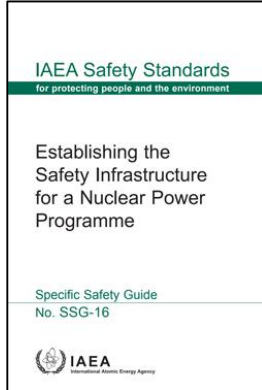 IAEA Safety Standards
for protecting people and the environment
Establishing the
Safety Infrastructure
for a Nuclear Power
Programme
Specific Safety Guide
No. SSG-16
IAEA
International Atomic Energy Agency